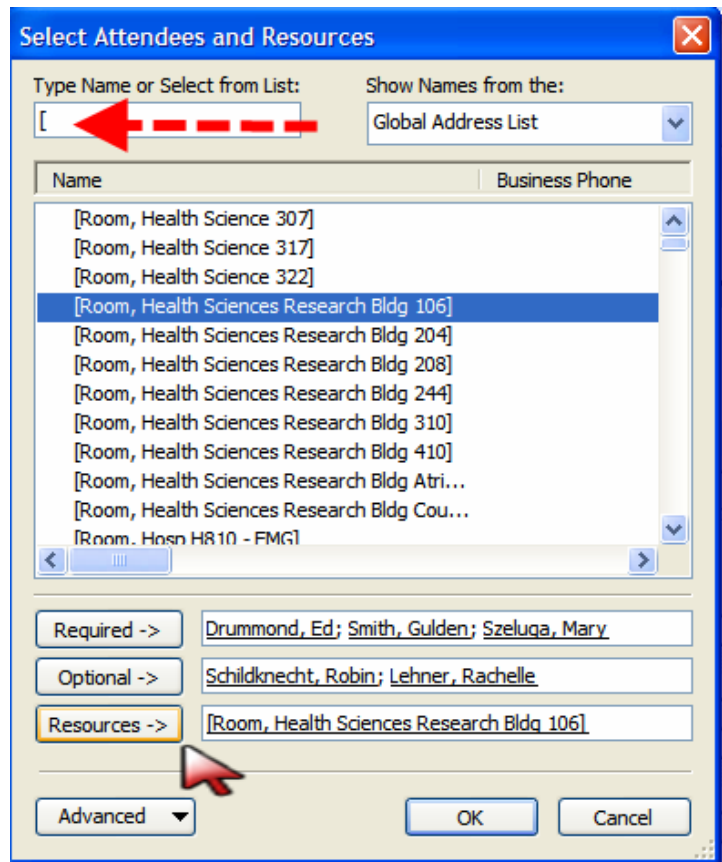 Select Attendees and Resources
Type Name or Select from List: Show Names from the:
[ Global Address List
Name Business Phone
[Room, Health Science 307]
[Room, Health Science 317]
[Room, Health Science 322]
[Room, Health Sciences Research Bldg 106]
[Room, Health Sciences Research Bldg 204]
[Room, Health Sciences Research Bldg 208]
[Room, Health Sciences Research Bldg 244]
[Room, Health Sciences Research Bldg 310]
[Room, Health Sciences Research Bldg 410]
[Room, Health Sciences Research Bldg Atri...
[Room, Health Sciences Research Bldg Cou...
[Room, Hosp H810 - EMG]
Required -> Drummond, Ed; Smith, Gulden; Szeluga, Mary
Optional -> Schildknecht, Robin; Lehner, Rachelle
Resources -> [Room, Health Sciences Research Bldg 106]
Advanced OK Cancel